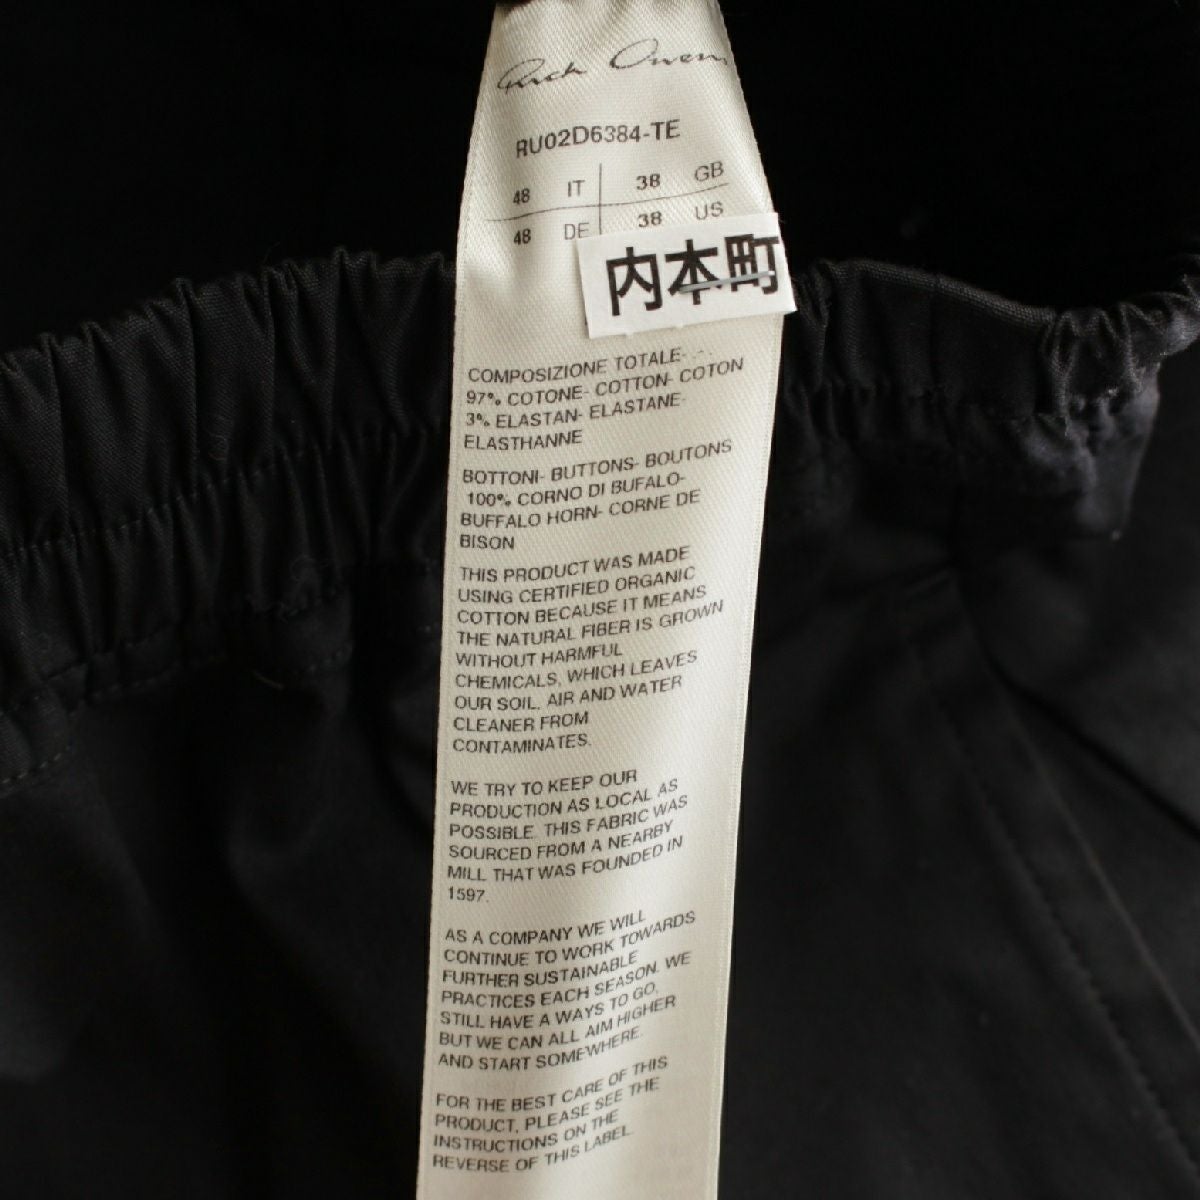 Rick Owens
RU02D6384-TE
48 IT 38 GB
48 DE 38 US
内本町
COMPOSIZIONE TOTALE-
97% COTONE- COTTON- COTON
3% ELASTAN- ELASTANE-
ELASTHANNE
BOTTONI- BUTTONS- BOUTONS
100% CORNO DI BUFALO-
BUFFALO HORN- CORNE DE
BISON
THIS PRODUCT WAS MADE
USING CERTIFIED ORGANIC
COTTON BECAUSE IT MEANS
THE NATURAL FIBER IS GROWN
WITHOUT HARMFUL
CHEMICALS, WHICH LEAVES
OUR SOIL, AIR AND WATER
CLEANER FROM
CONTAMINATES.
WE TRY TO KEEP OUR
PRODUCTION AS LOCAL AS
POSSIBLE. THIS FABRIC WAS
SOURCED FROM A NEARBY
MILL THAT WAS FOUNDED IN
1597.
AS A COMPANY WE WILL
CONTINUE TO WORK TOWARDS
FURTHER SUSTAINABLE
PRACTICES EACH SEASON. WE
STILL HAVE A WAYS TO GO,
BUT WE CAN ALL AIM HIGHER
AND START SOMEWHERE.
FOR THE BEST CARE OF THIS
PRODUCT, PLEASE SEE THE
INSTRUCTIONS ON THE
REVERSE OF THIS LABEL.